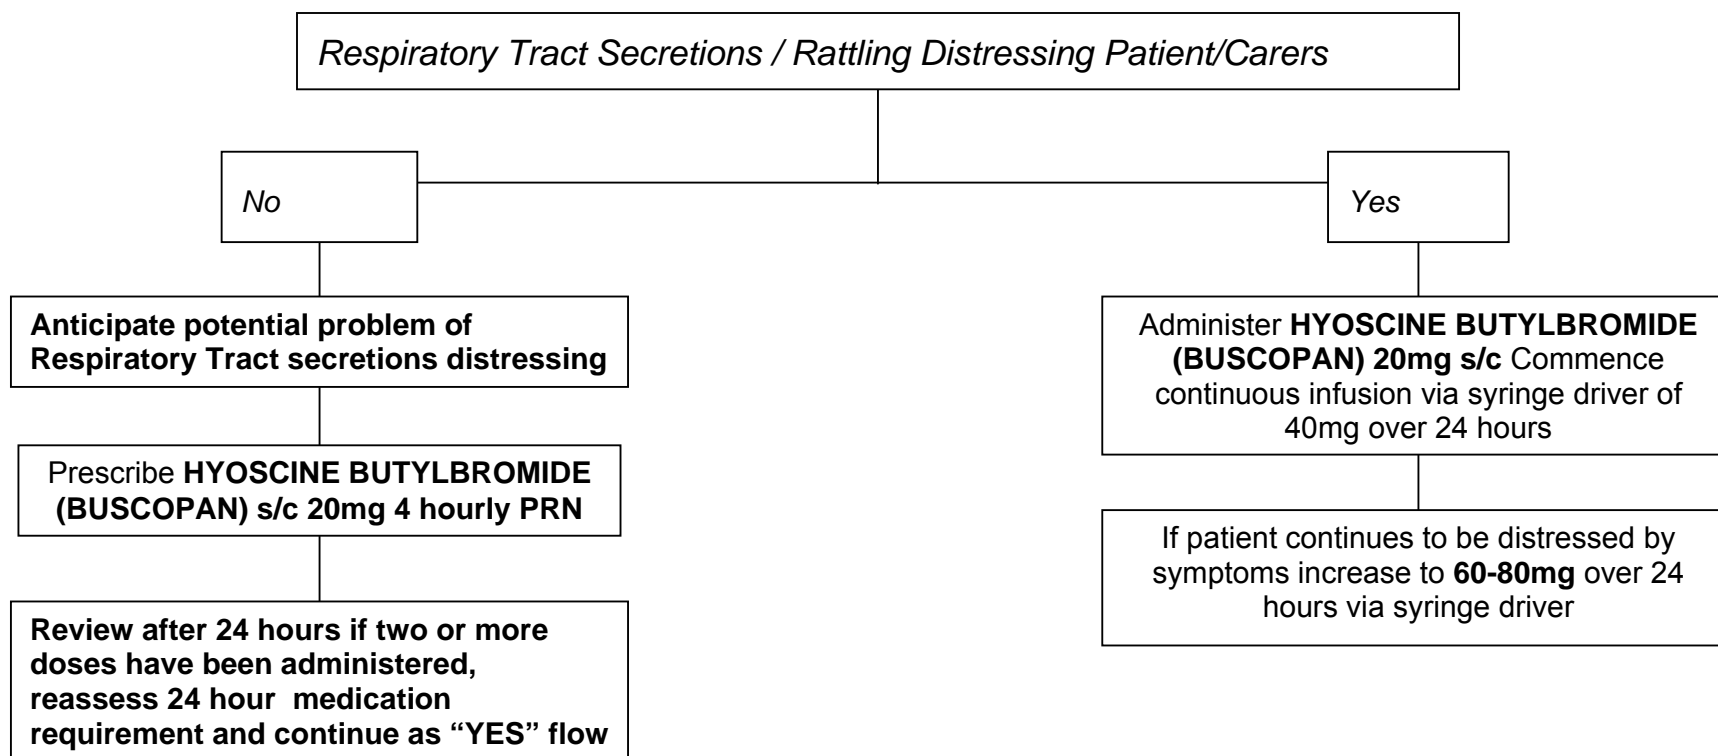 Respiratory Tract Secretions / Rattling Distressing Patient/Carers
No
Yes
Anticipate potential problem of
Respiratory Tract secretions distressing
Prescribe HYOSCINE BUTYLBROMIDE
(BUSCOPAN) s/c 20mg 4 hourly PRN
Review after 24 hours if two or more
doses have been administered,
reassess 24 hour medication
requirement and continue as “YES” flow
Administer HYOSCINE BUTYLBROMIDE
(BUSCOPAN) 20mg s/c Commence
continuous infusion via syringe driver of
40mg over 24 hours
If patient continues to be distressed by
symptoms increase to 60-80mg over 24
hours via syringe driver